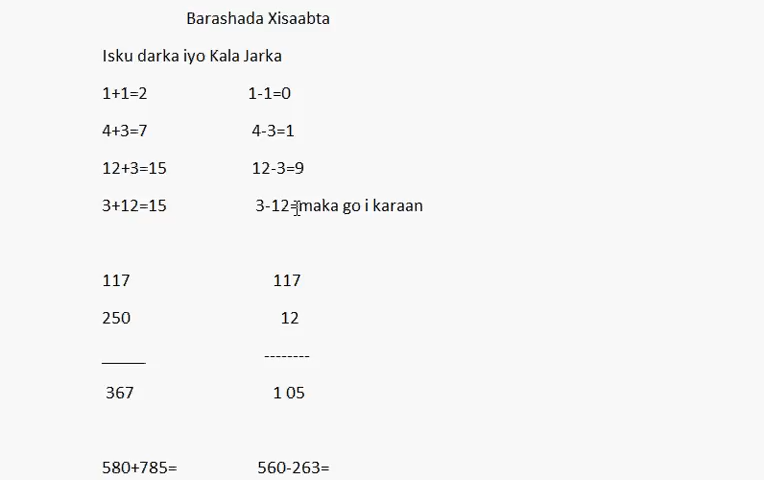 Barashada Xisaabta
Isku darka iyo Kala Jarka
1+1=2 1-1=0
4+3=7 4-3=1
12+3=15 12-3=9
3+12=15 3-12=maka go i karaan
117 117
250 12
_____ --------
367 1 05
580+785= 560-263=